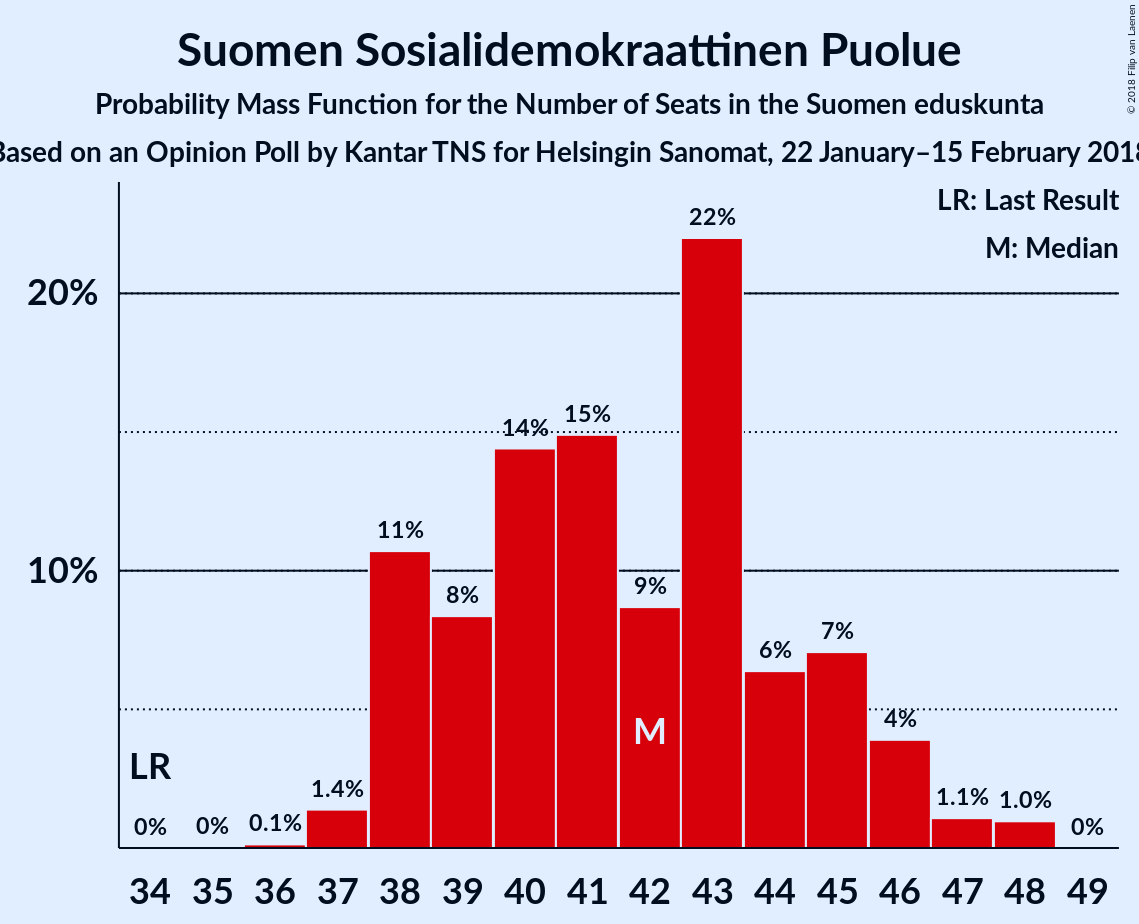 Suomen Sosialidemokraattinen Puolue
Probability Mass Function for the Number of Seats in the Suomen eduskunta
Based on an Opinion Poll by Kantar TNS for Helsingin Sanomat, 22 January–15 February 2018
© 2018 Filip van Laenen
LR: Last Result
M: Median
20%
10%
0% 0% 0.1% 1.4% 11% 8% 14% 15% 9% 22% 6% 7% 4% 1.1% 1.0% 0%
LR
M
34 35 36 37 38 39 40 41 42 43 44 45 46 47 48 49